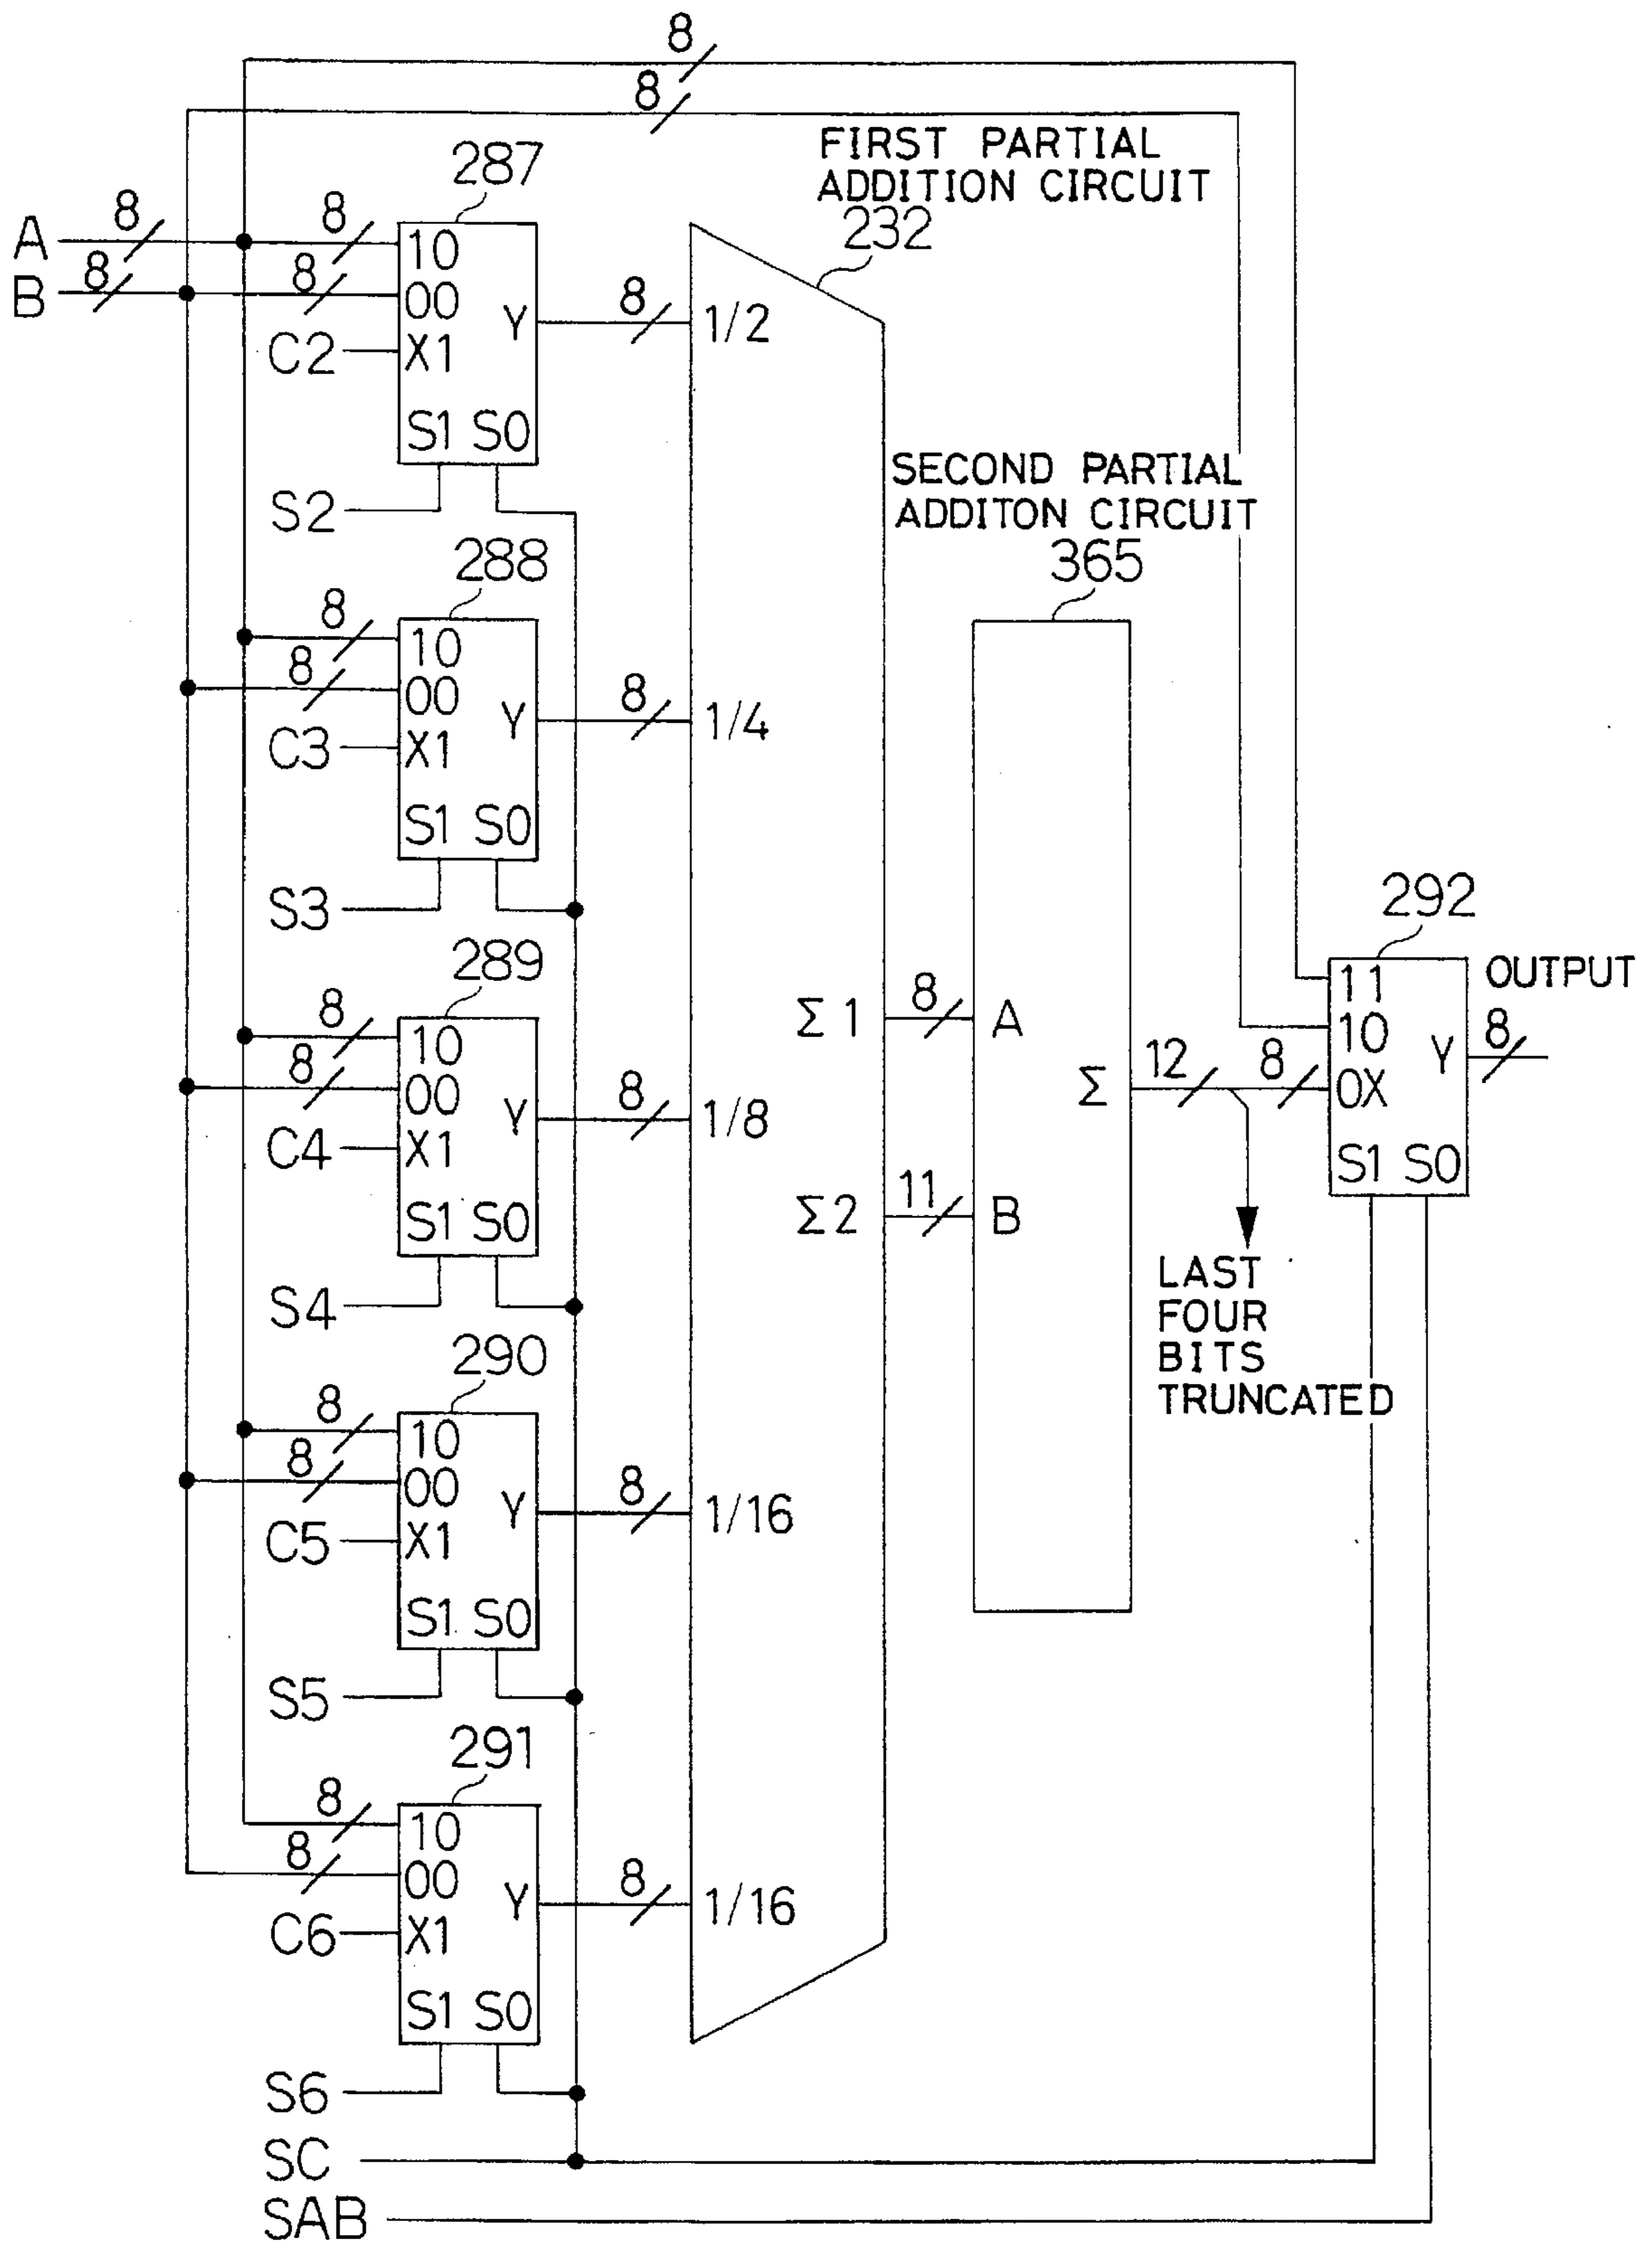 8
8
FIRST PARTIAL
ADDITION CIRCUIT
232
287
A 8 8 10
B 8 8 00
C2 X1 Y 8 1/2
S1 S0
S2
SECOND PARTIAL
ADDITON CIRCUIT
365
288
8 10
8 00
C3 X1 Y 8 1/4
S1 S0
S3
292
289
8 10
8 00
C4 X1 Y 8 1/8
S1 S0
S4
Σ1 8 A
Σ2 11 B
Σ 12 8
11
10
0X
Y 8
OUTPUT
S1 S0
LAST
FOUR
BITS
TRUNCATED
290
8 10
8 00
C5 X1 Y 8 1/16
S1 S0
S5
291
8 10
8 00
C6 X1 Y 8 1/16
S1 S0
S6
SC
SAB